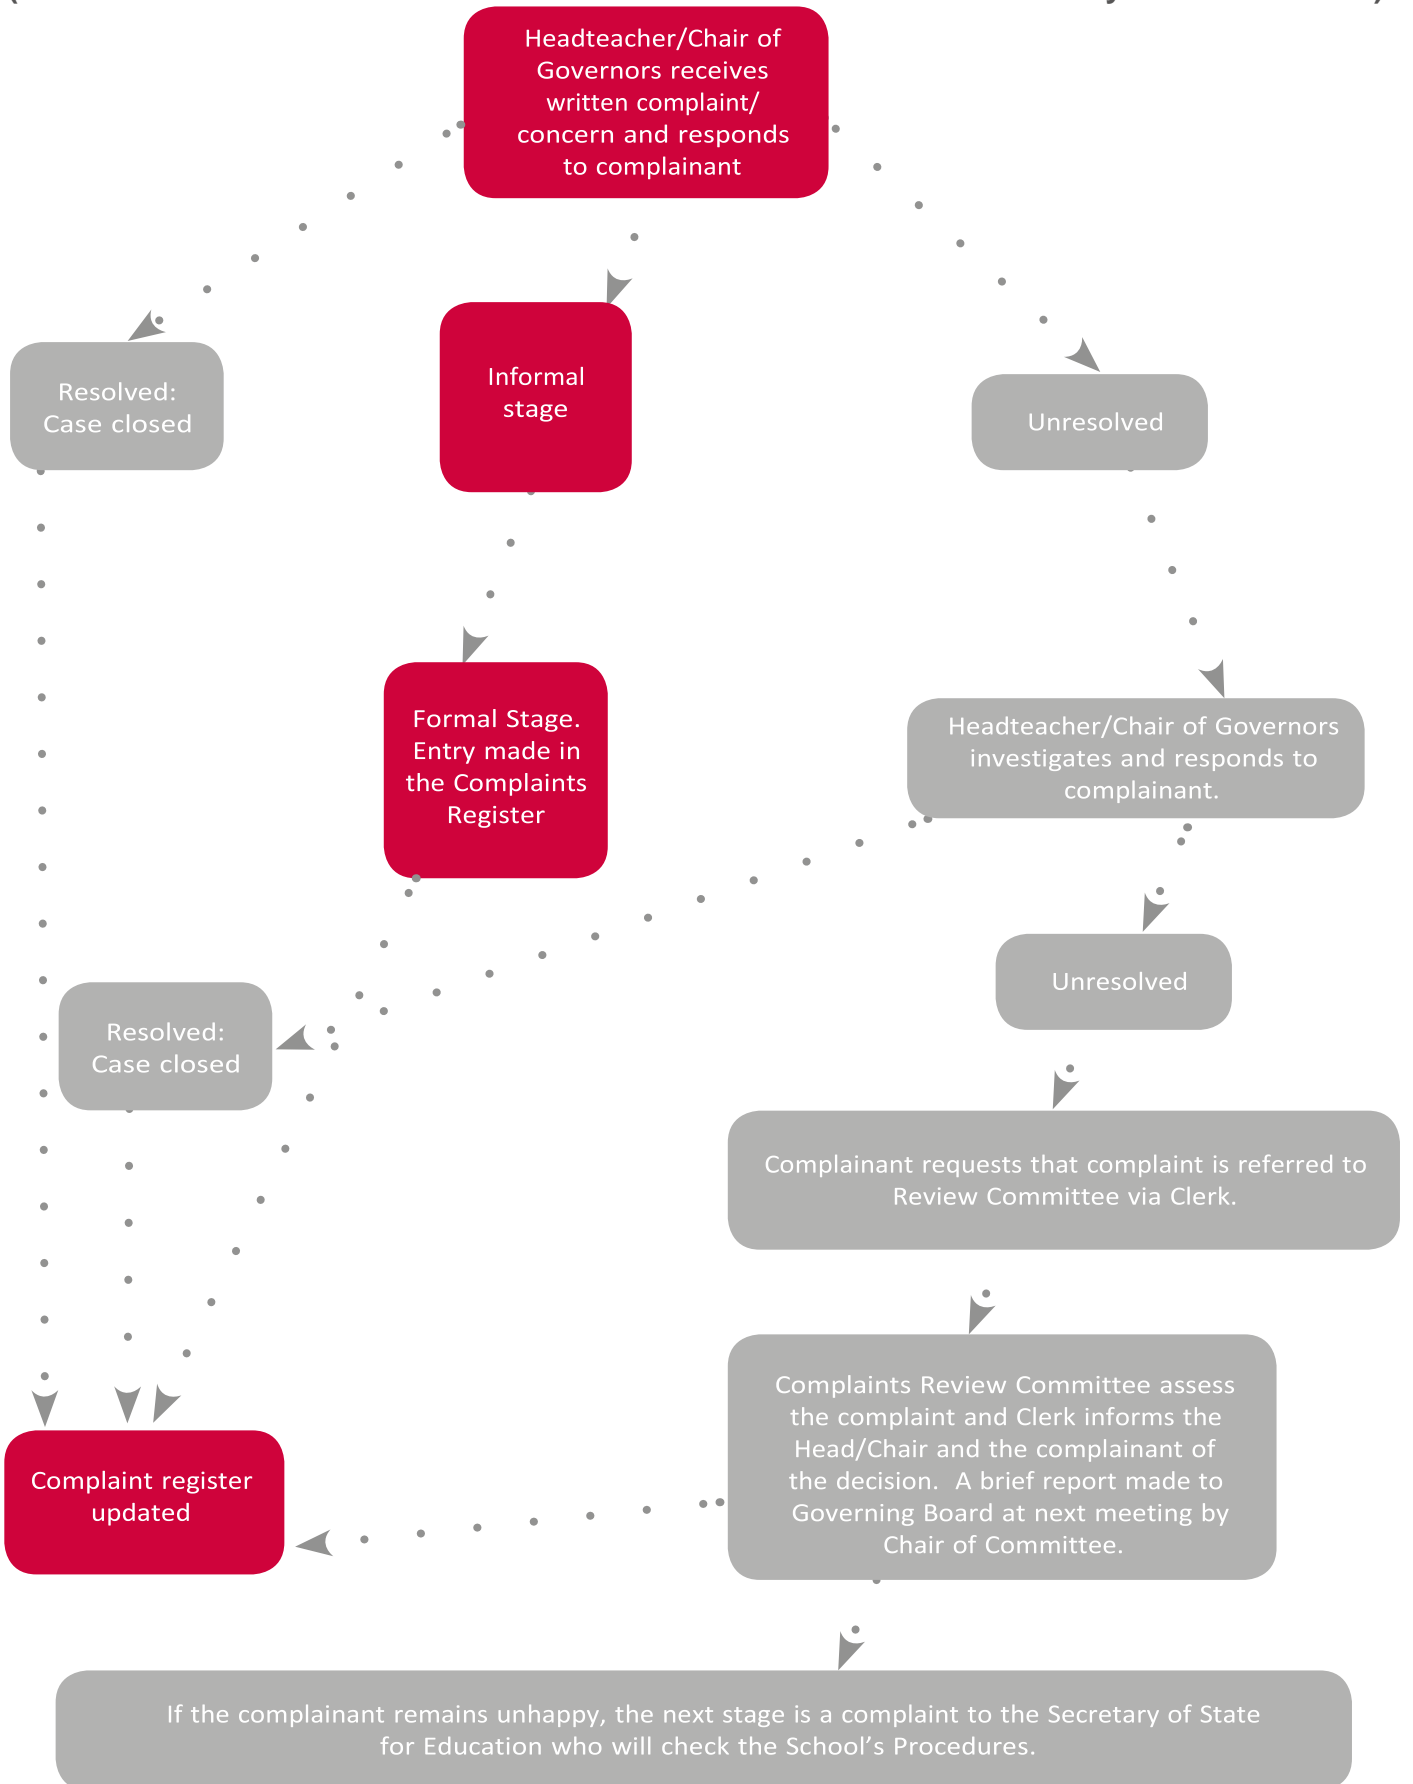 Headteacher/Chair of
Governors receives
written complaint/
concern and responds
to complainant
Resolved:
Case closed
Informal
stage
Unresolved
Formal Stage.
Entry made in
the Complaints
Register
Headteacher/Chair of Governors
investigates and responds to
complainant.
Unresolved
Resolved:
Case closed
Complainant requests that complaint is referred to
Review Committee via Clerk.
Complaints Review Committee assess
the complaint and Clerk informs the
Head/Chair and the complainant of
the decision.  A brief report made to
Governing Board at next meeting by
Chair of Committee.
Complaint register
updated
If the complainant remains unhappy, the next stage is a complaint to the Secretary of State
for Education who will check the School’s Procedures.